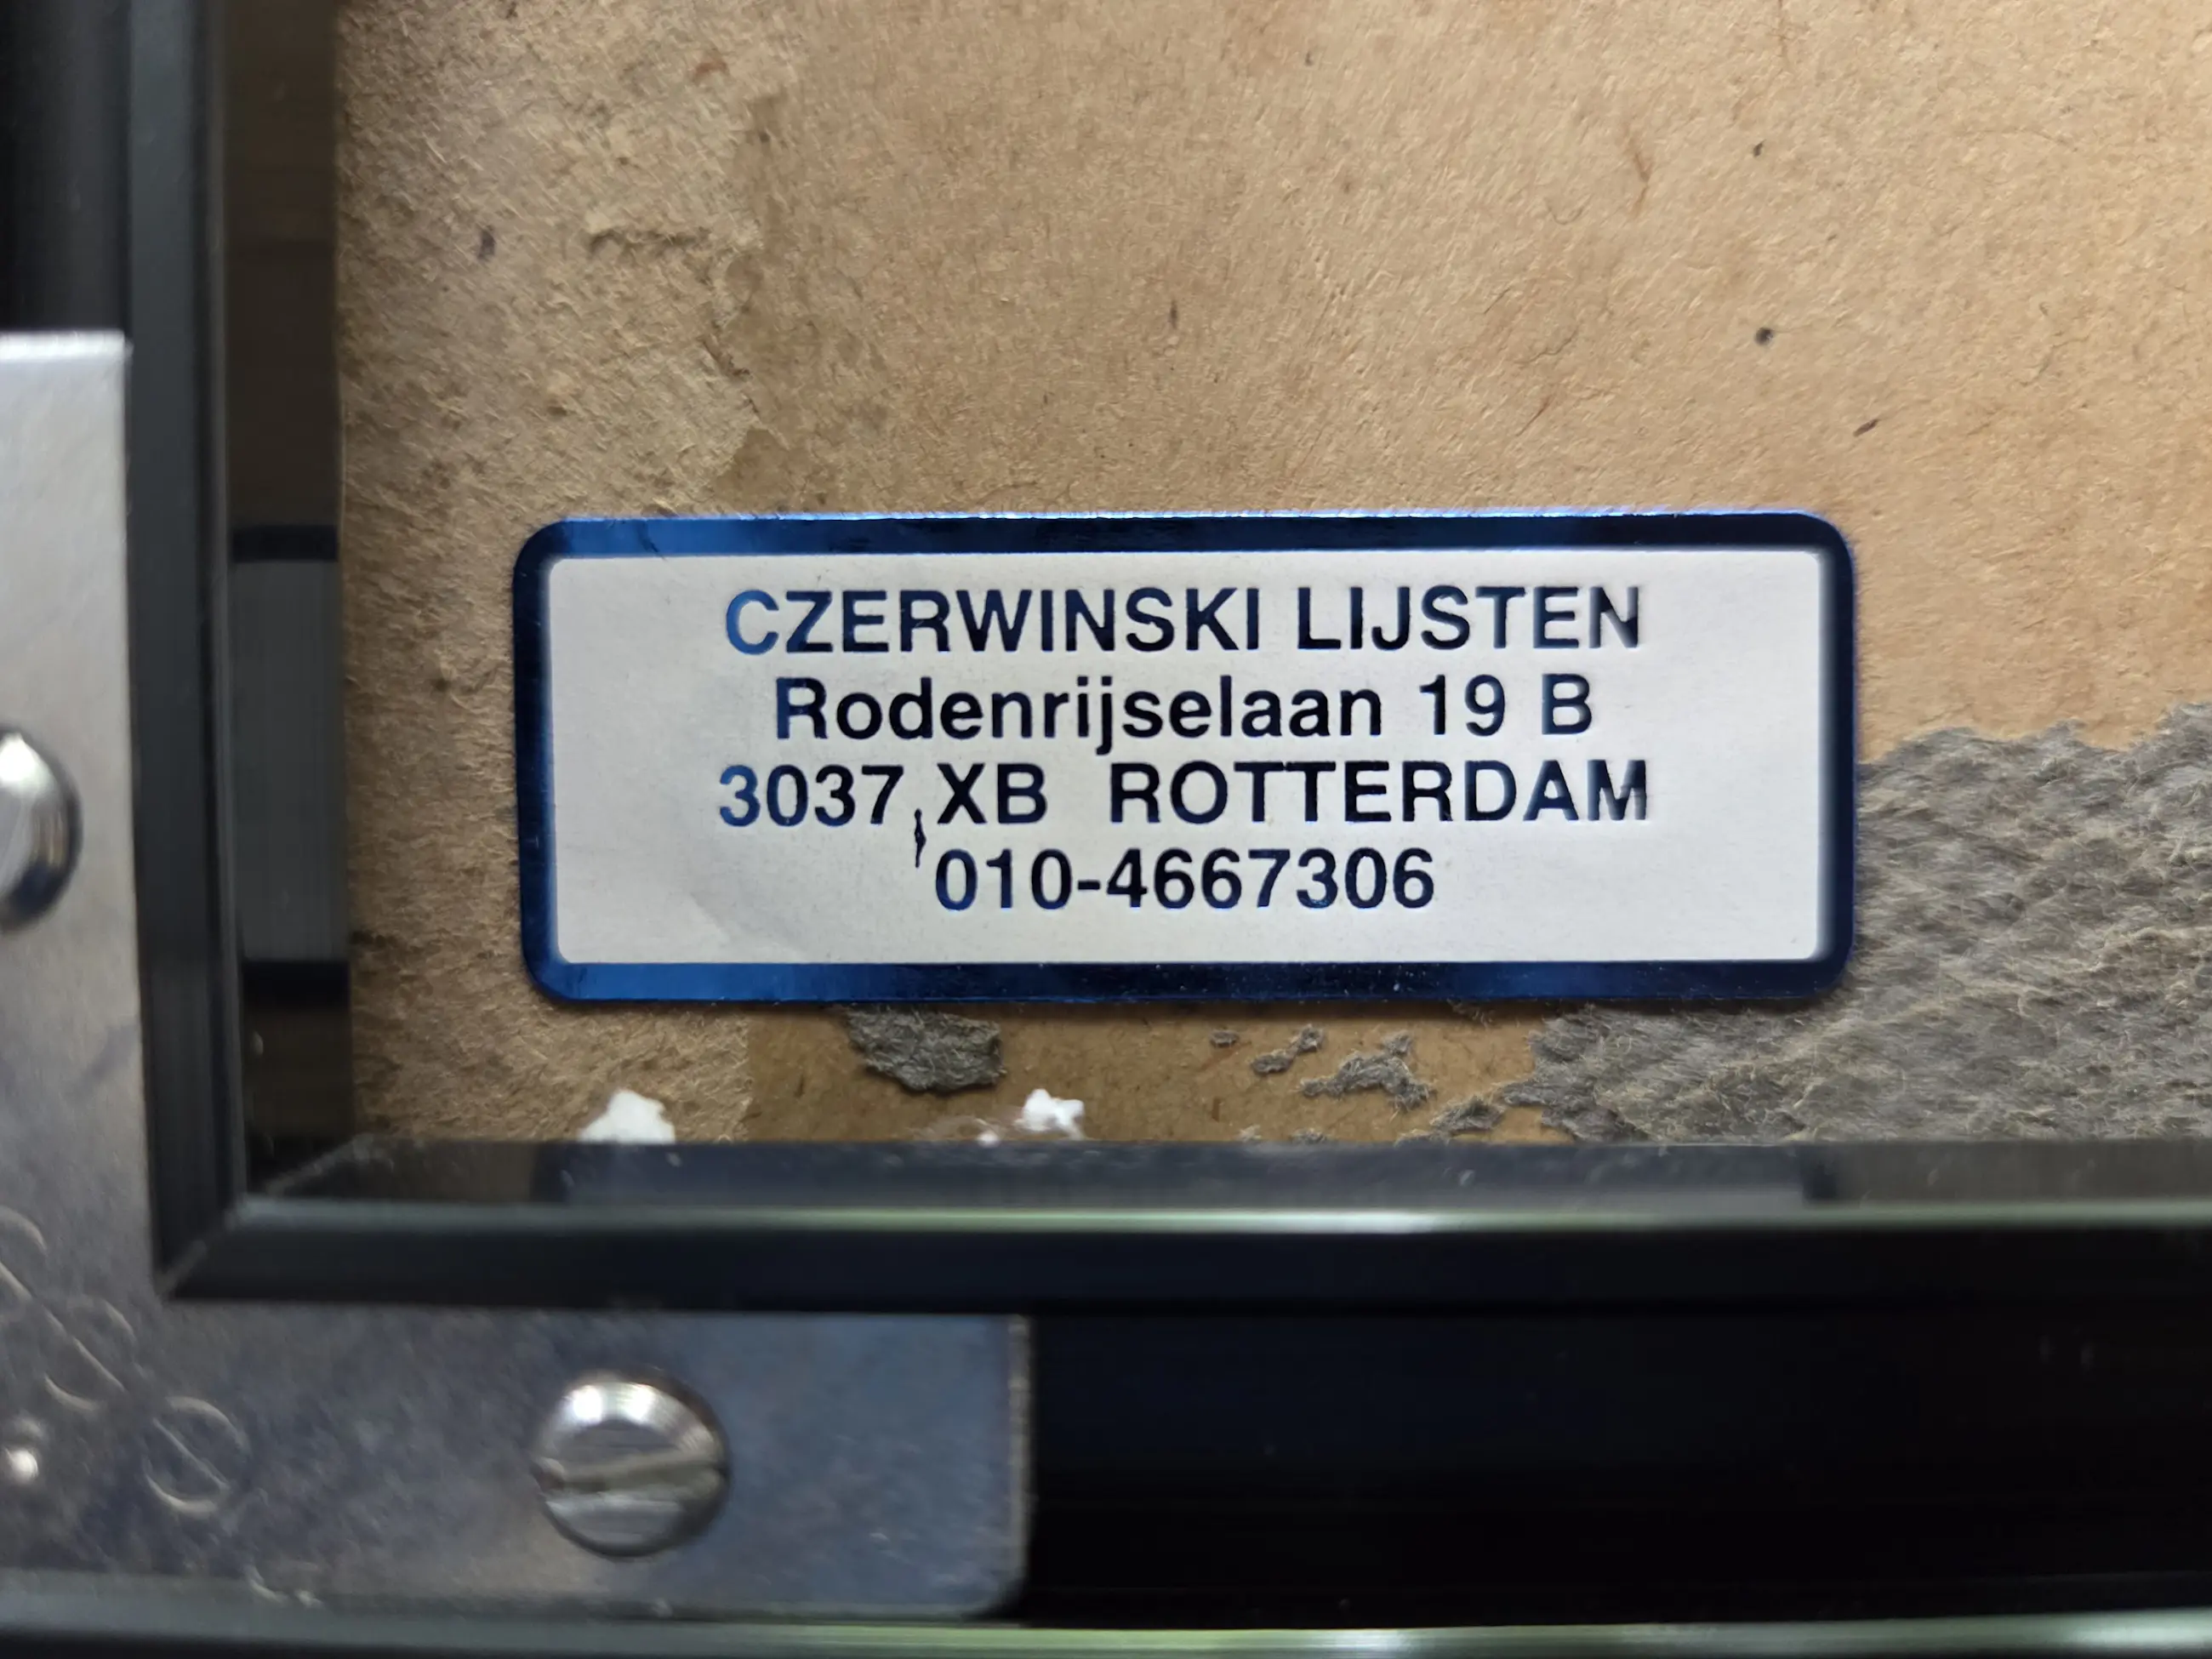 CZERWINSKI LIJSTEN
Rodenrijselaan 19 B
3037 XB ROTTERDAM
010-4667306